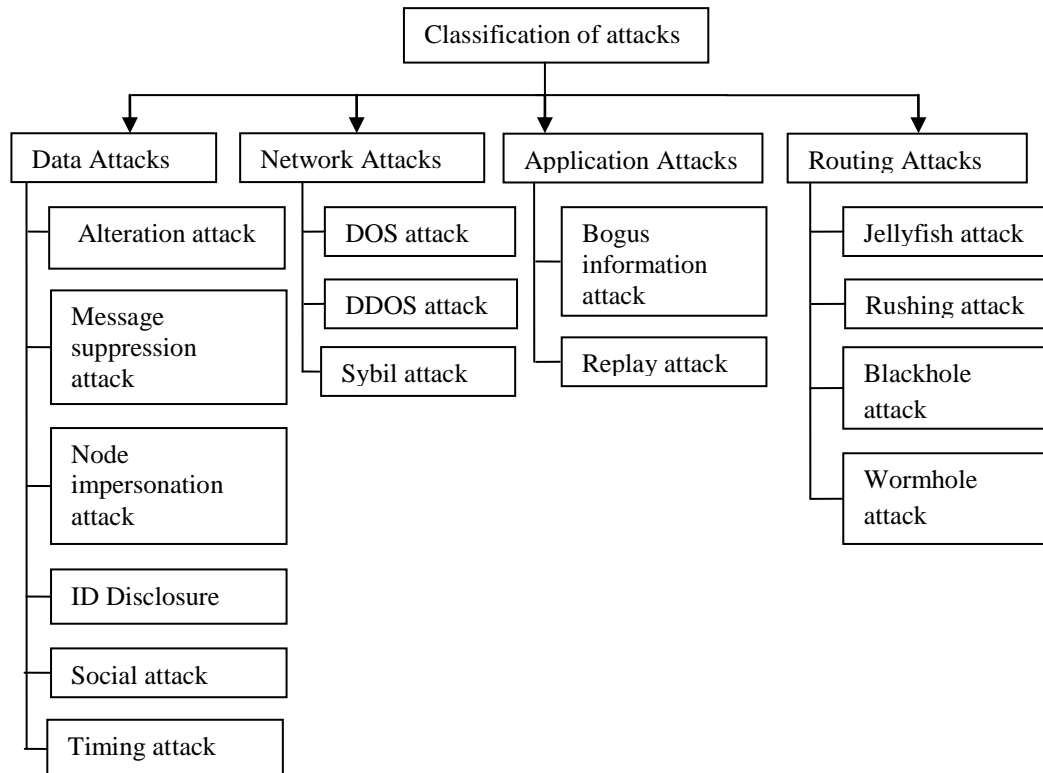 Classification of attacks
Data Attacks
Network Attacks
Application Attacks
Routing Attacks
Alteration attack
Message
suppression
attack
Node
impersonation
attack
ID Disclosure
Social attack
Timing attack
DOS attack
DDOS attack
Sybil attack
Bogus
information
attack
Replay attack
Jellyfish attack
Rushing attack
Blackhole
attack
Wormhole
attack